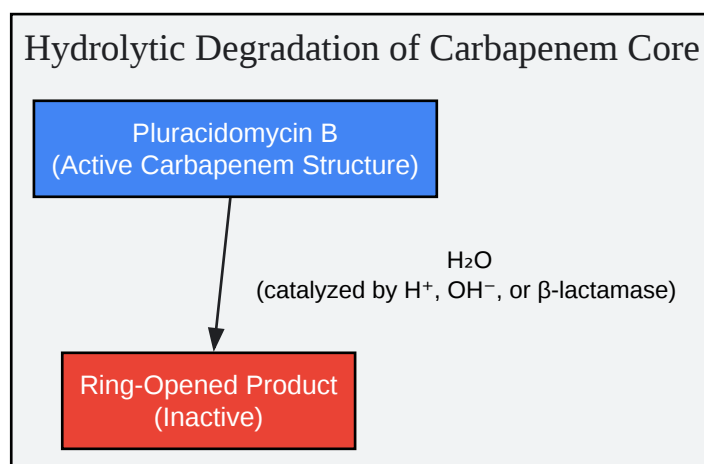 Hydrolytic Degradation of Carbapenem Core
Pluracidomycin B
(Active Carbapenem Structure)
H₂O
(catalyzed by H⁺, OH⁻, or β-lactamase)
Ring-Opened Product
(Inactive)